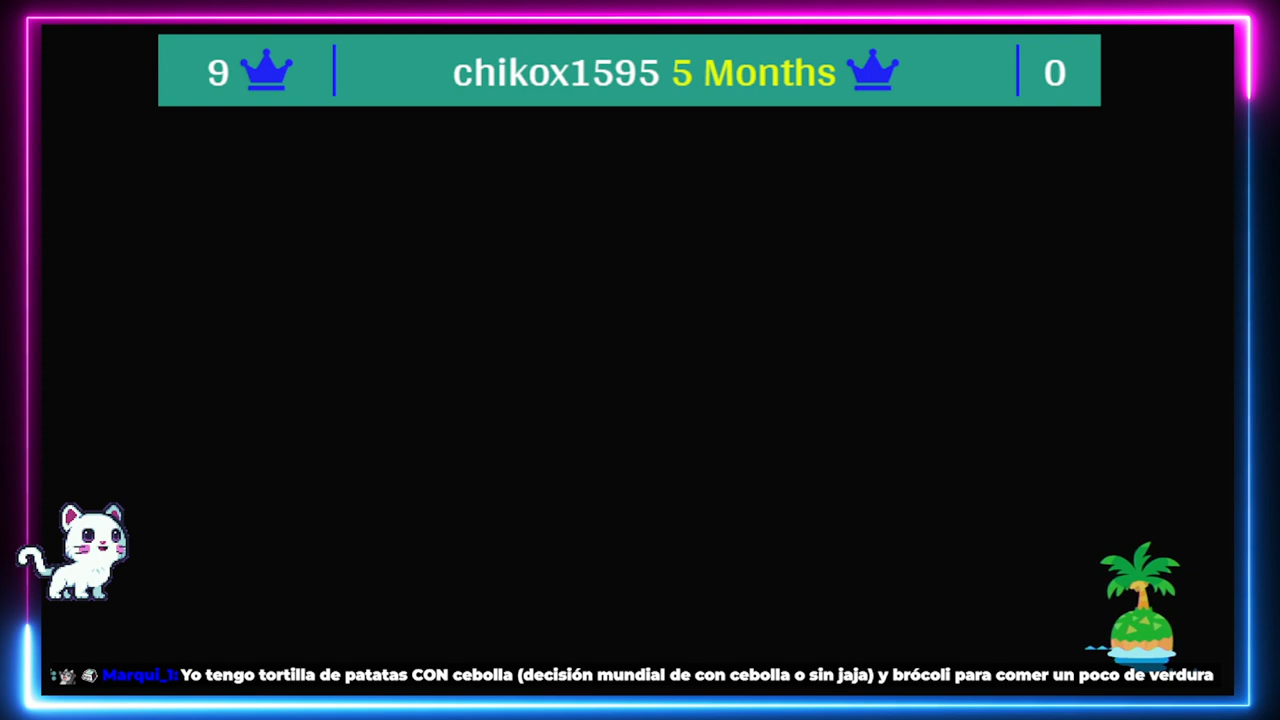 9 chikox1595 5 Months 0
Marqui_1: Yo tengo tortilla de patatas CON cebolla (decisión mundial de con cebolla o sin jaja) y brócoli para comer un poco de verdura